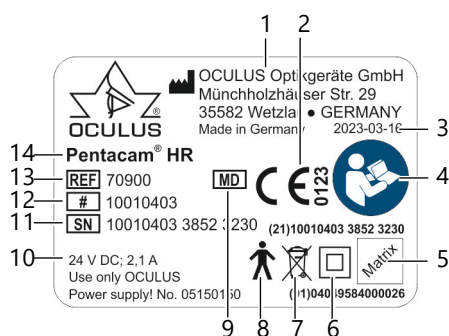 1
2
OCULUS Optikgeräte GmbH
Münchholzhäuser Str. 29
35582 Wetzla ● GERMANY
Made in Germany 2023-03-16
3
®
OCULUS
14
Pentacam® HR
13
REF 70900
MD
CE
0123
4
12
# 10010403
11
SN 10010403 3852 3230
(21)10010403 3852 3230
10
24 V DC; 2,1 A
Use only OCULUS
Power supply! No. 05150150
Matrix
5
(01)04049584000026
9
8
7
6